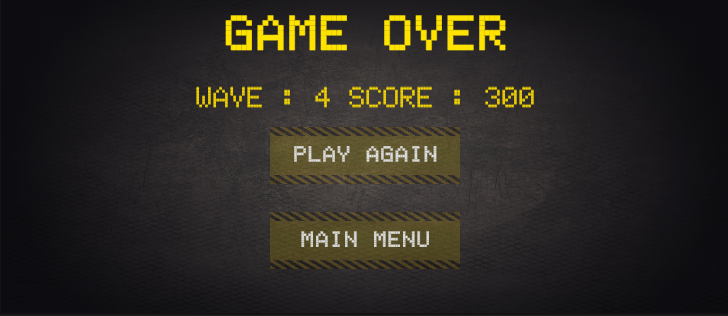 GAME OVER
WAVE : 4 SCORE : 300
PLAY AGAIN
MAIN MENU